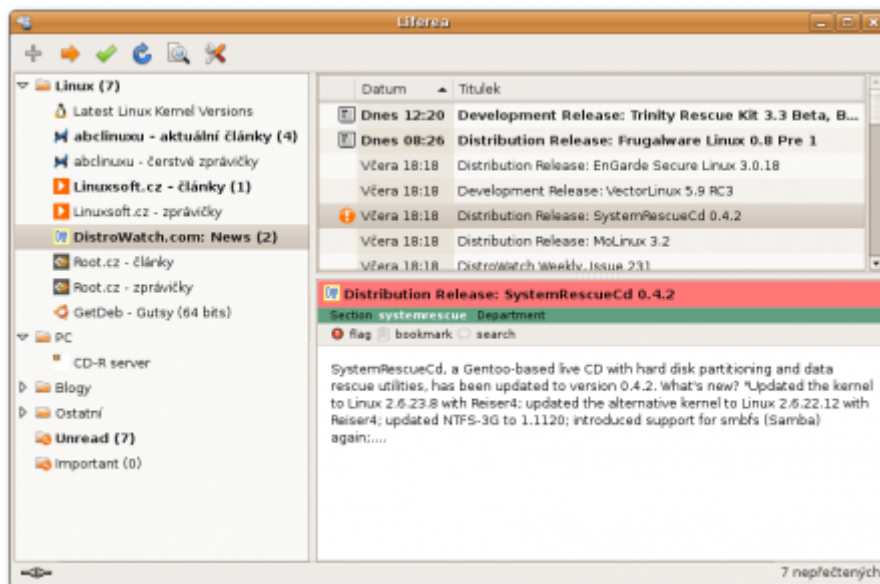 Liferea
Linux (7)
Latest Linux Kernel Versions
abclinuxu - aktuální články (4)
abclinuxu - čerstvé zprávičky
Linuxsoft.cz - články (1)
Linuxsoft.cz - zprávičky
DistroWatch.com: News (2)
Root.cz - články
Root.cz - zprávičky
GetDeb - Gutsy (64 bits)
PC
CD-R server
Blogy
Ostatní
Unread (7)
Important (0)
Datum Titulek
Dnes 12:20 Development Release: Trinity Rescue Kit 3.3 Beta, B...
Dnes 08:26 Distribution Release: Frugalware Linux 0.8 Pre 1
Včera 18:18 Distribution Release: EnGarde Secure Linux 3.0.18
Včera 18:18 Development Release: VectorLinux 5.9 RC3
Včera 18:18 Distribution Release: SystemRescueCd 0.4.2
Včera 18:18 Distribution Release: MoLinux 3.2
Včera 18:18 DistroWatch Weekly, Issue 231
Distribution Release: SystemRescueCd 0.4.2
Section systemrescue Department
flag bookmark search
SystemRescueCd, a Gentoo-based live CD with hard disk partitioning and data
rescue utilities, has been updated to version 0.4.2. What's new? "Updated the kernel
to Linux 2.6.23.8 with Reiser4; updated the alternative kernel to Linux 2.6.22.12 with
Reiser4; updated NTFS-3G to 1.1120; introduced support for smbfs (Samba)
again;....
7 nepřečtených